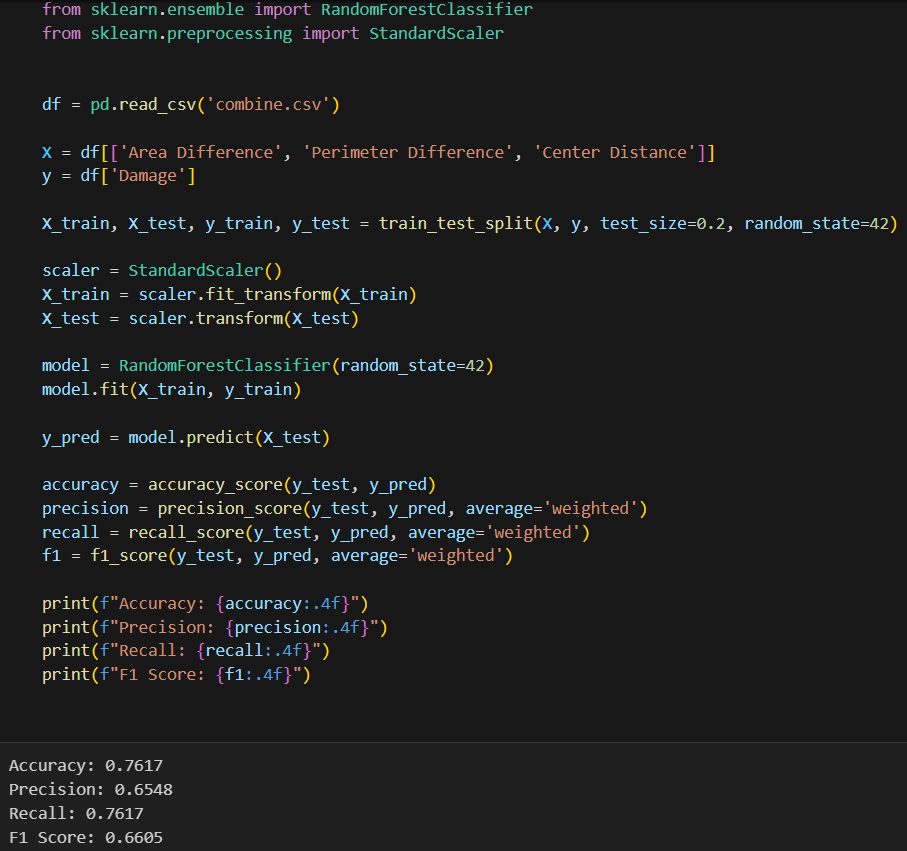 from sklearn.ensemble import RandomForestClassifier
from sklearn.preprocessing import StandardScaler
df = pd.read_csv('combine.csv')
X = df[['Area Difference', 'Perimeter Difference', 'Center Distance']]
y = df['Damage']
X_train, X_test, y_train, y_test = train_test_split(X, y, test_size=0.2, random_state=42)
scaler = StandardScaler()
X_train = scaler.fit_transform(X_train)
X_test = scaler.transform(X_test)
model = RandomForestClassifier(random_state=42)
model.fit(X_train, y_train)
y_pred = model.predict(X_test)
accuracy = accuracy_score(y_test, y_pred)
precision = precision_score(y_test, y_pred, average='weighted')
recall = recall_score(y_test, y_pred, average='weighted')
f1 = f1_score(y_test, y_pred, average='weighted')
print(f"Accuracy: {accuracy:.4f}")
print(f"Precision: {precision:.4f}")
print(f"Recall: {recall:.4f}")
print(f"F1 Score: {f1:.4f}")
Accuracy: 0.7617
Precision: 0.6548
Recall: 0.7617
F1 Score: 0.6605